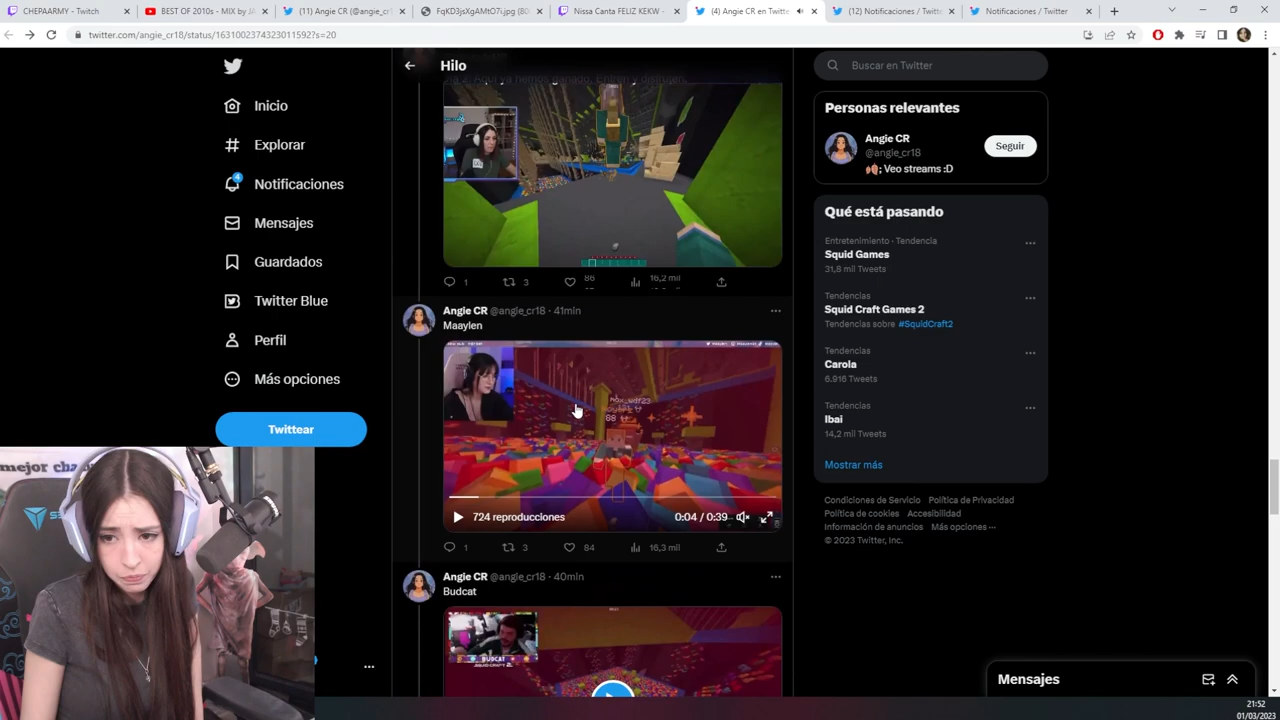 CHEPAARMY - Twitch
BEST OF 2010s - MIX by J
(11) Angie CR (@angie_cr1
FqKD3jsXgAMtO7i.jpg (80
Nissa Canta FELIZ KEKW -
(4) Angie CR en Twitte
(12) Notificaciones / Twitte
Notificaciones / Twitter
twitter.com/angie_cr18/status/1631002374323011592?s=20
Hilo
Buscar en Twitter
Inicio
Explorar
4
Notificaciones
Mensajes
Guardados
Twitter Blue
Perfil
Más opciones
Twittear
1
3
86
16,2 mil
Angie CR @angie_cr18 · 41min
Maaylen
724 reproducciones
0:04 / 0:39
1
3
84
16,3 mil
Angie CR @angie_cr18 · 40min
Budcat
BUDCAT
Personas relevantes
Angie CR
@angie_cr18
Seguir
: Veo streams :D
Qué está pasando
Entretenimiento · Tendencia
Squid Games
31,8 mil Tweets
Tendencias
Squid Craft Games 2
Tendencias sobre #SquidCraft2
Tendencias
Carola
6.916 Tweets
Tendencias
Ibai
14,2 mil Tweets
Mostrar más
Condiciones de Servicio Política de Privacidad
Política de cookies Accesibilidad
Información de anuncios Más opciones ···
© 2023 Twitter, Inc.
Mensajes
mejor cha
21:52
01/03/2023